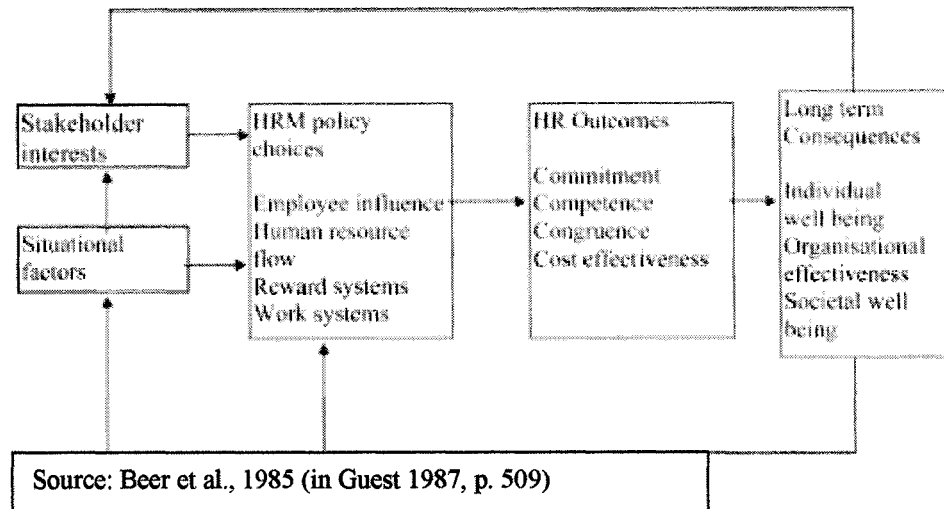 Stakeholder
interests
Situational
factors
HRM policy
choices
Employee influence
Human resource
flow
Reward systems
Work systems
HR Outcomes
Commitment
Competence
Congruence
Cost effectiveness
Long term
Consequences
Individual
well being
Organisational
effectiveness
Societal well
being
Source: Beer et al., 1985 (in Guest 1987, p. 509)